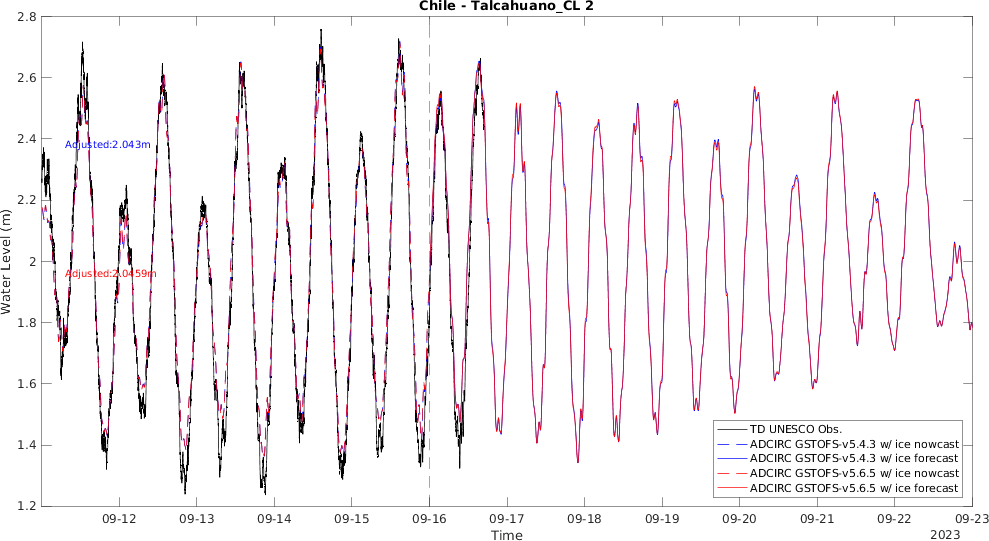 Chile - Talcahuano_CL 2
2.8
2.6
2.4
2.2
2
1.8
1.6
1.4
1.2
Water Level (m)
Adjusted:2.043m
Adjusted:2.0459m
TD UNESCO Obs.
ADCIRC GSTOFS-v5.4.3 w/ ice nowcast
ADCIRC GSTOFS-v5.4.3 w/ ice forecast
ADCIRC GSTOFS-v5.6.5 w/ ice nowcast
ADCIRC GSTOFS-v5.6.5 w/ ice forecast
09-12 09-13 09-14 09-15 09-16 09-17 09-18 09-19 09-20 09-21 09-22 09-23
Time
2023